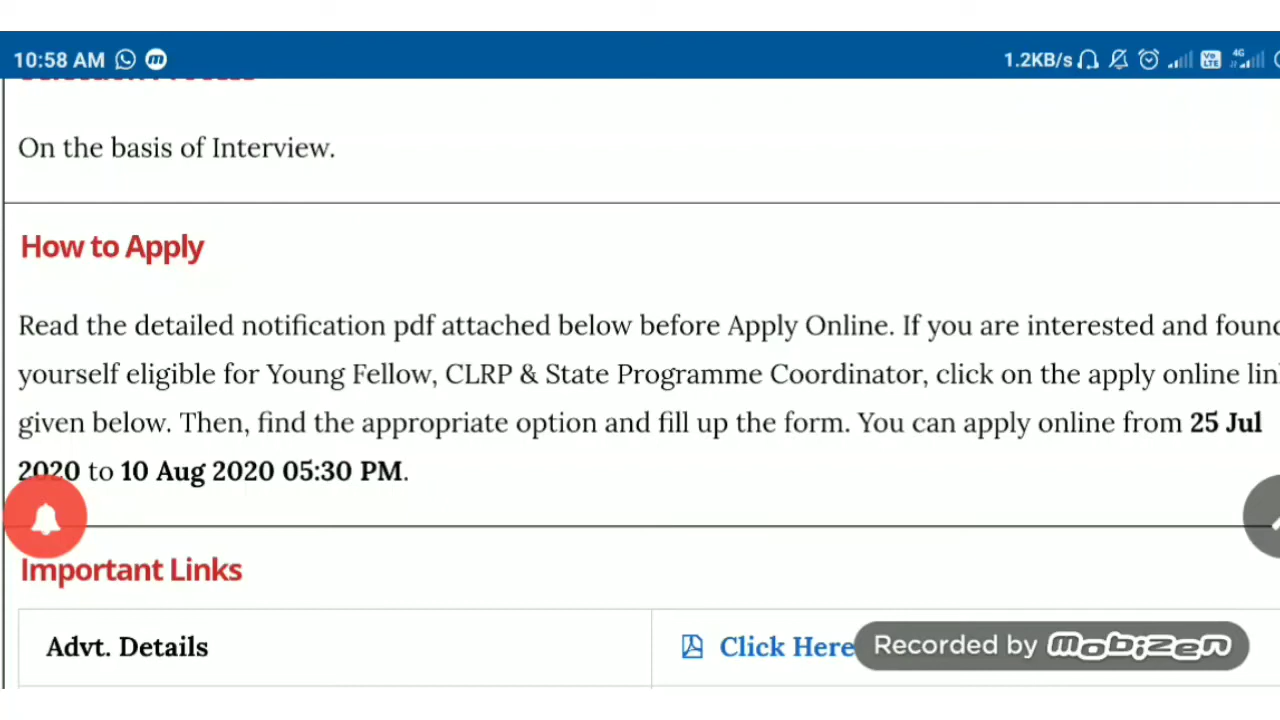 10:58 AM
1.2KB/s Vo LTE 4G
On the basis of Interview.
How to Apply
Read the detailed notification pdf attached below before Apply Online. If you are interested and found
yourself eligible for Young Fellow, CLRP & State Programme Coordinator, click on the apply online lin
given below. Then, find the appropriate option and fill up the form. You can apply online from 25 Jul
2020 to 10 Aug 2020 05:30 PM.
Important Links
Advt. Details
Click Here
Recorded by mobizen